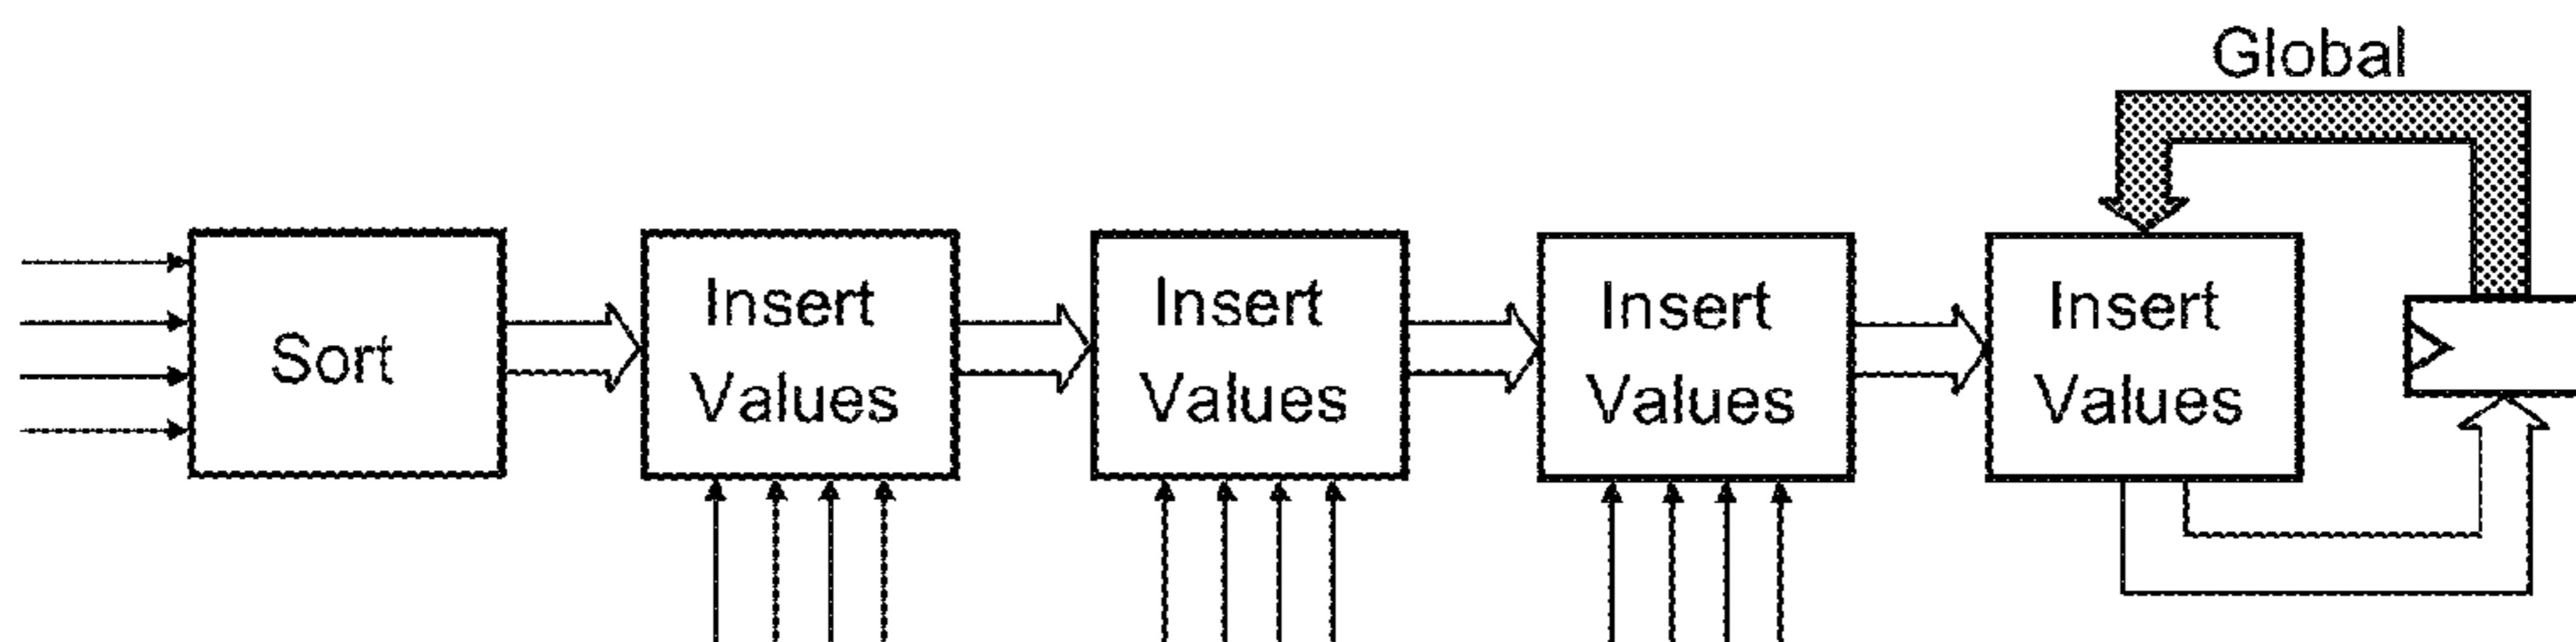 Global
Sort
Insert
Values
Insert
Values
Insert
Values
Insert
Values